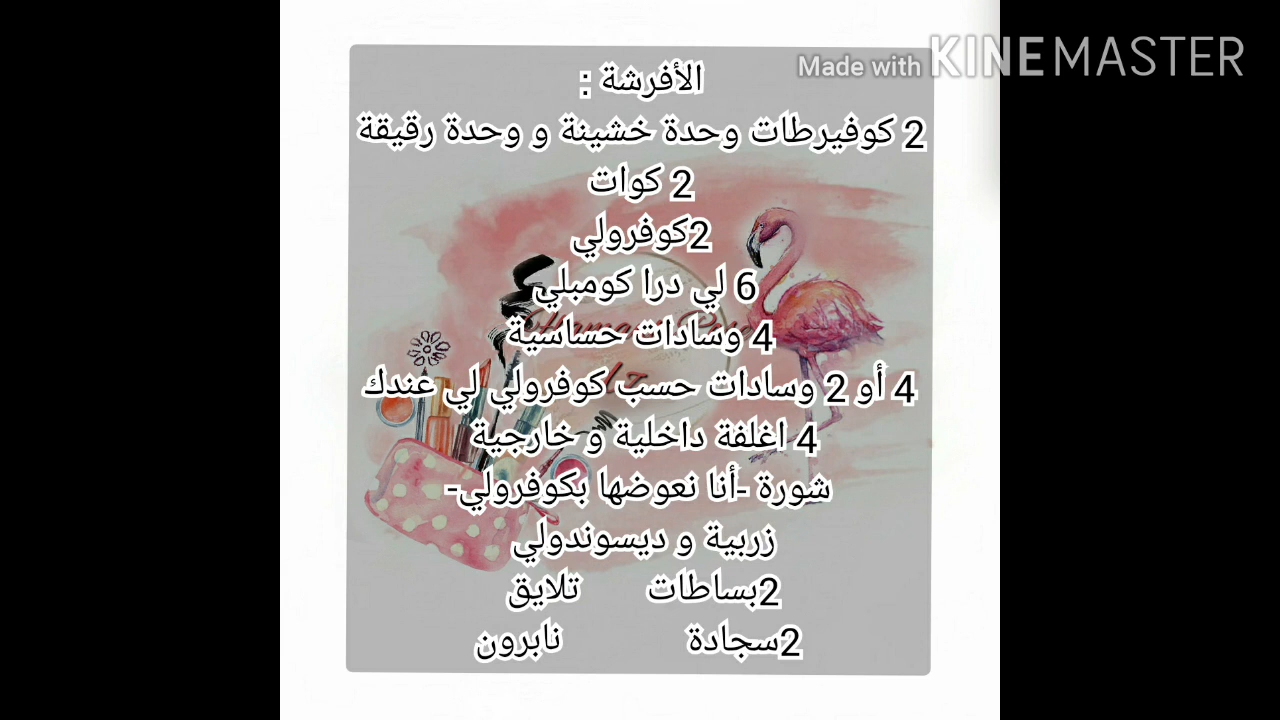 Made with KINEMASTER
الأفرشة :
2 كوفيرطات وحدة خشينة و وحدة رقيقة
2 كوات
2كوفرولي
6 لي درا كومبلي
4 وسادات حساسية
4 أو 2 وسادات حسب كوفرولي لي عندك
4 اغلفة داخلية و خارجية
شورة -أنا نعوضها بكوفرولي-
زربية و ديسوندولي
2بساطات تلايق
2سجادة نابرون